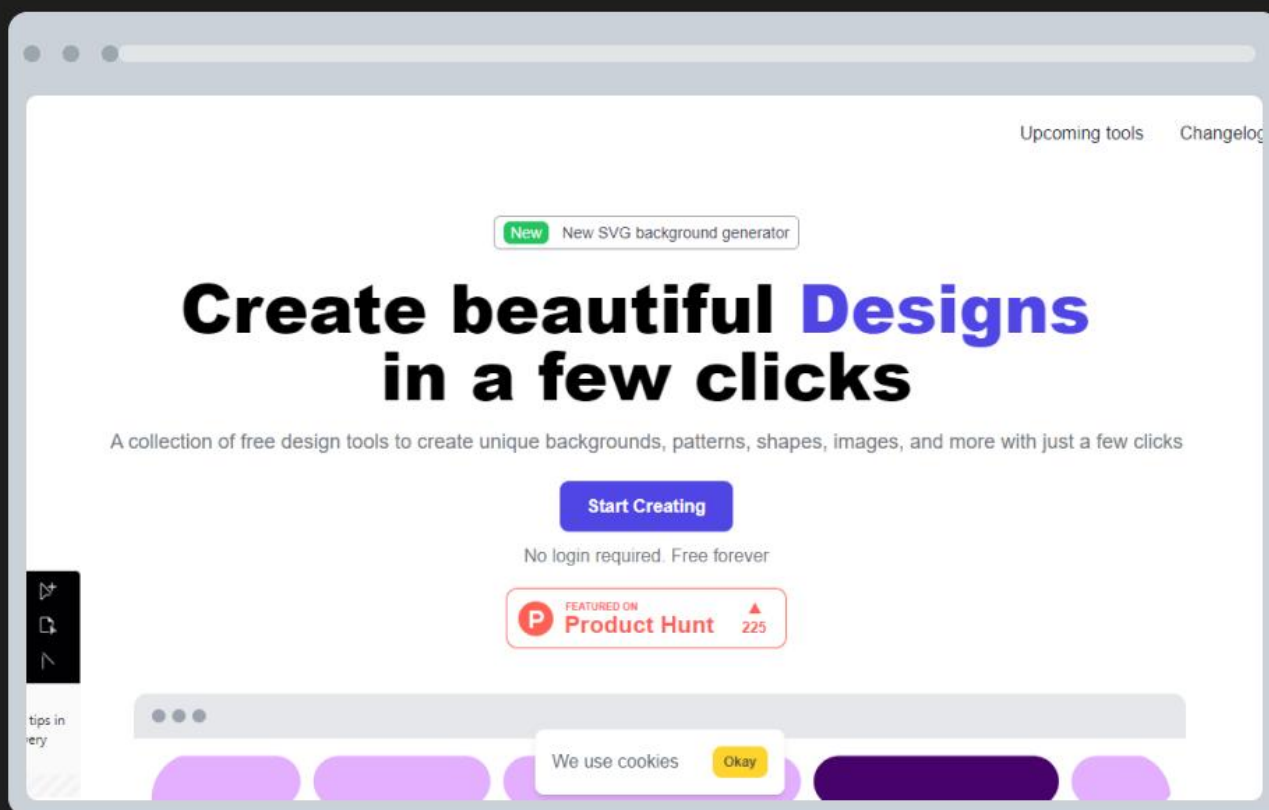 Upcoming tools Changelog
New New SVG background generator
Create beautiful Designs
in a few clicks
A collection of free design tools to create unique backgrounds, patterns, shapes, images, and more with just a few clicks
Start Creating
No login required. Free forever
P FEATURED ON
Product Hunt
225
tips in
ery
We use cookies Okay